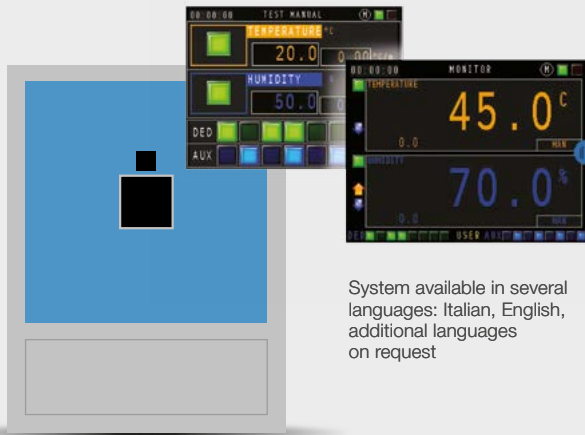 00:00:00 TEST MANUAL M
TEMPERATURE °C
20.0 0.00
HUMIDITY
50.0
DED
AUX
00:00:00 MONITOR M
TEMPERATURE
45.0 C
0.0 MAN
HUMIDITY
70.0 %
0.0 MAN
DED USER AUX
System available in several
languages: Italian, English,
additional languages
on request